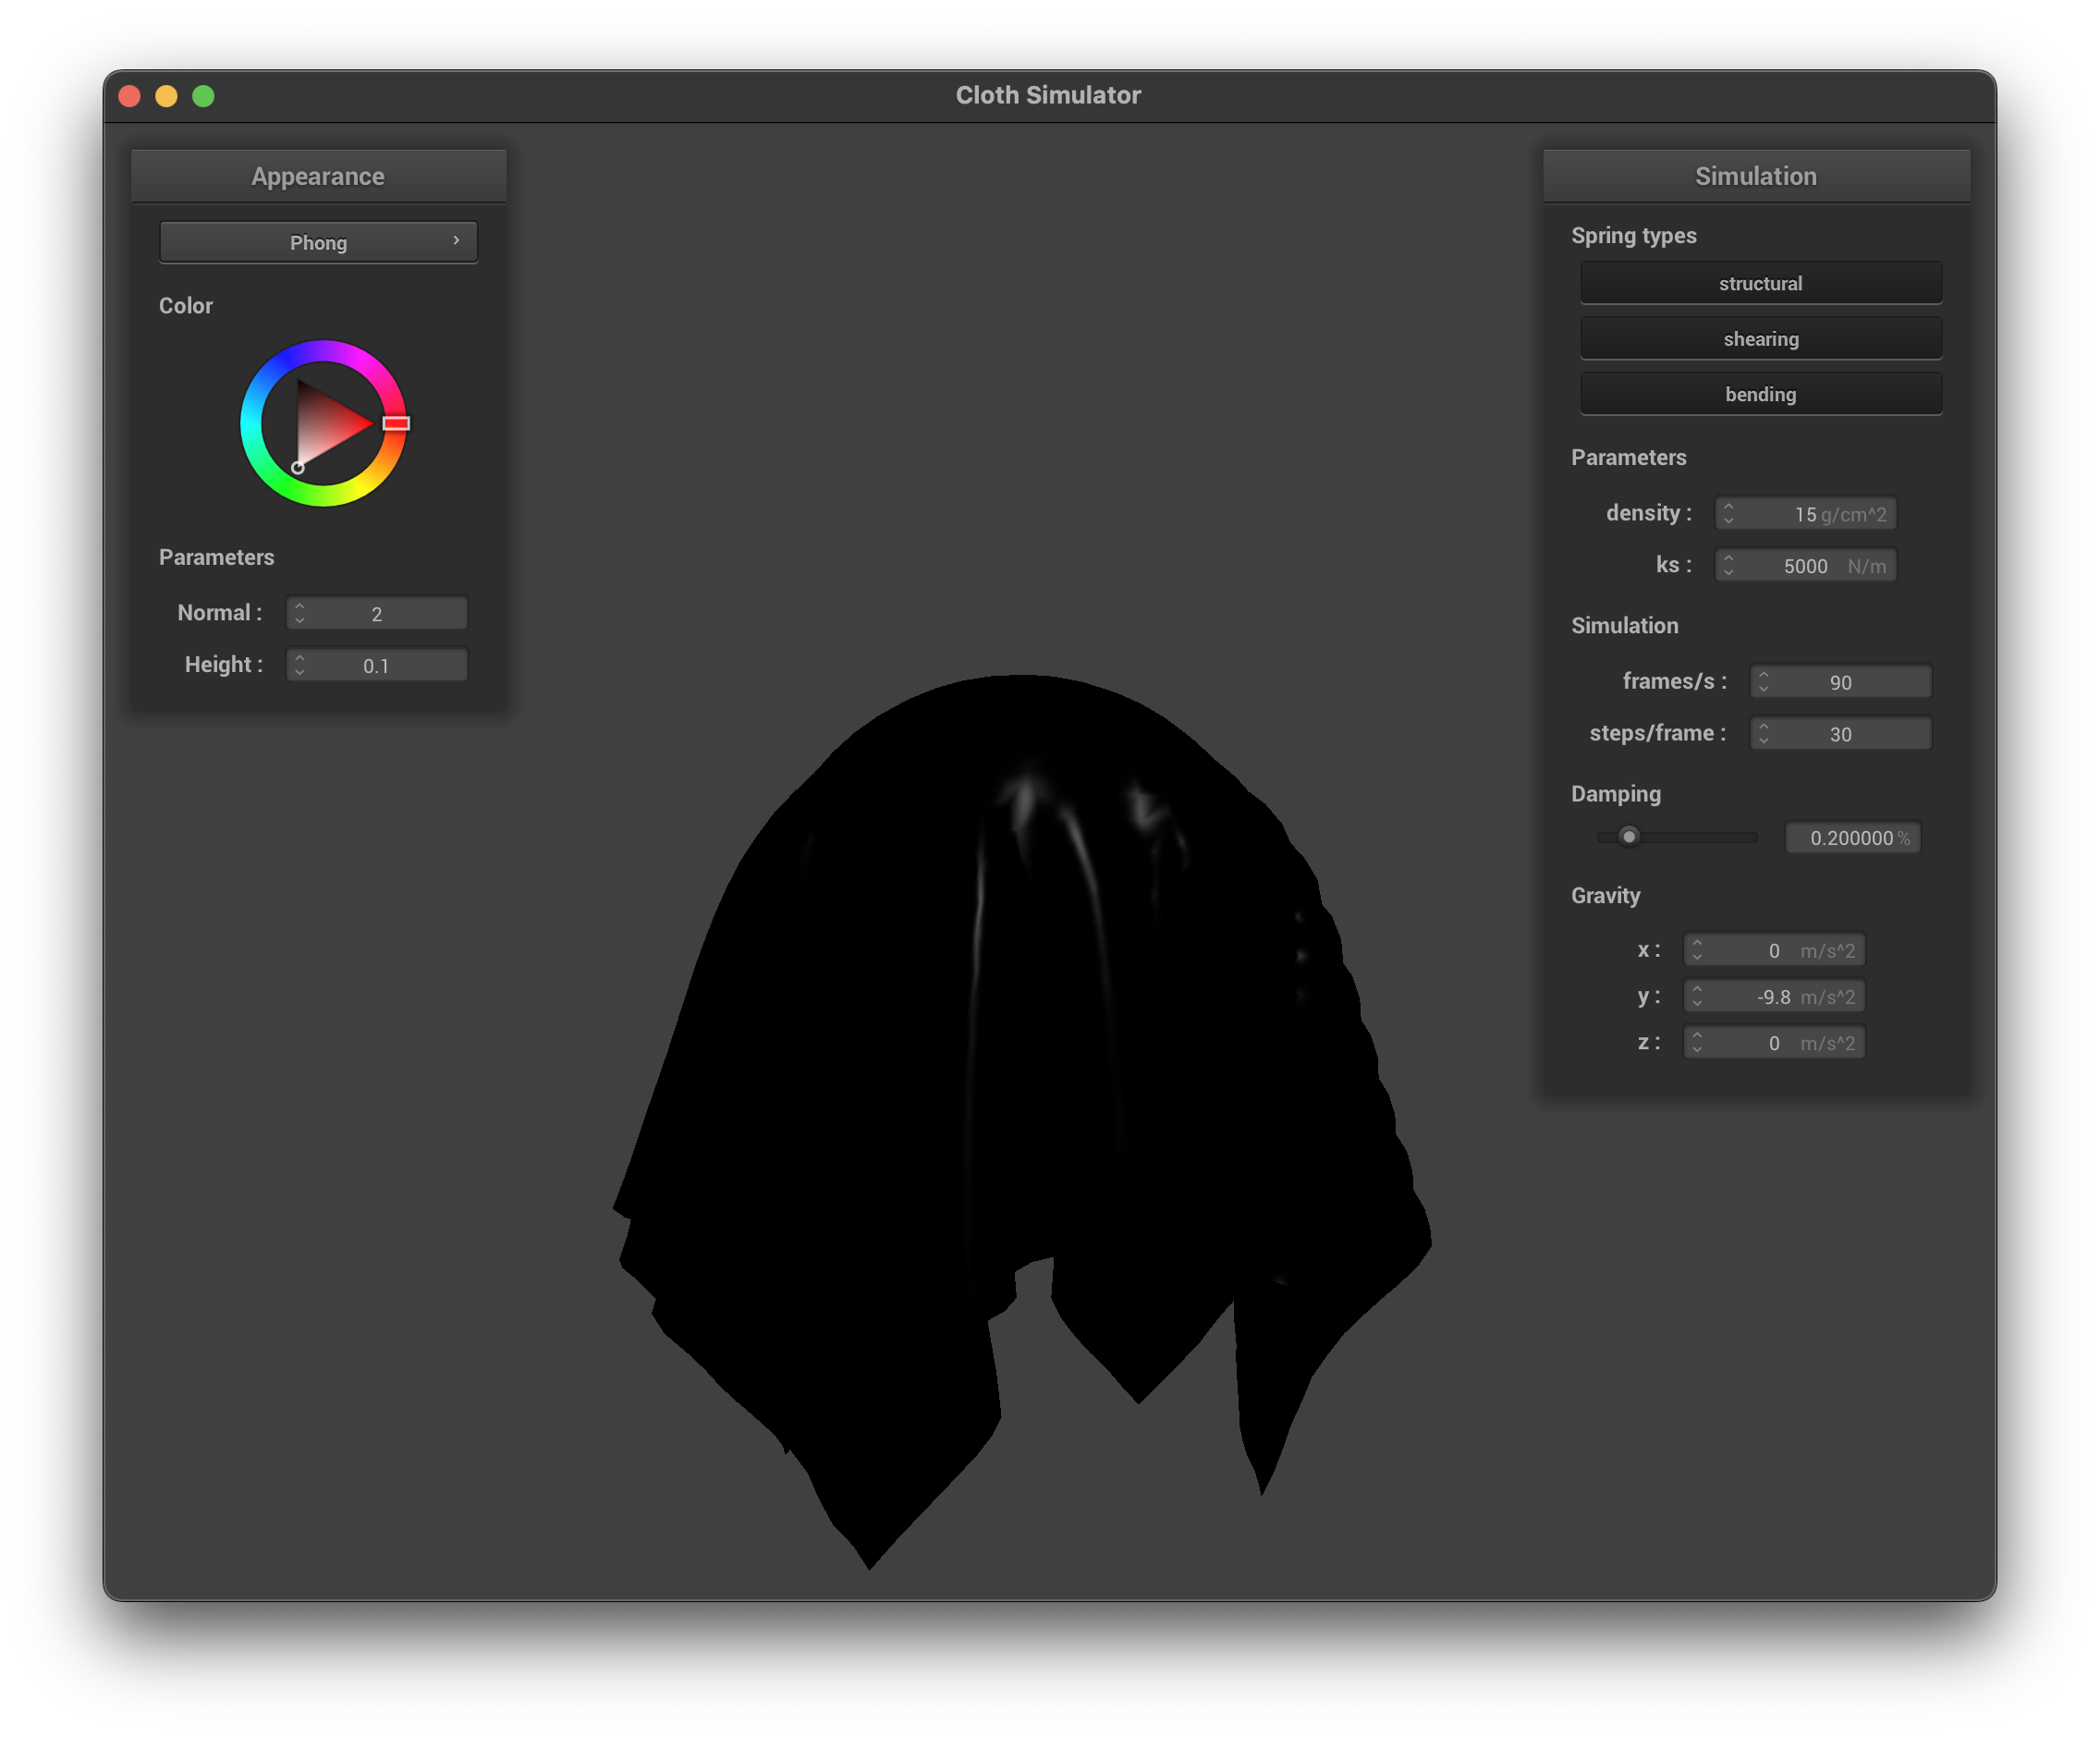 Cloth Simulator
Appearance
Phong
Color
Parameters
Normal : 2
Height : 0.1
Simulation
Spring types
structural
shearing
bending
Parameters
density : 15 g/cm^2
ks : 5000 N/m
Simulation
frames/s : 90
steps/frame : 30
Damping
0.200000 %
Gravity
x : 0 m/s^2
y : -9.8 m/s^2
z : 0 m/s^2